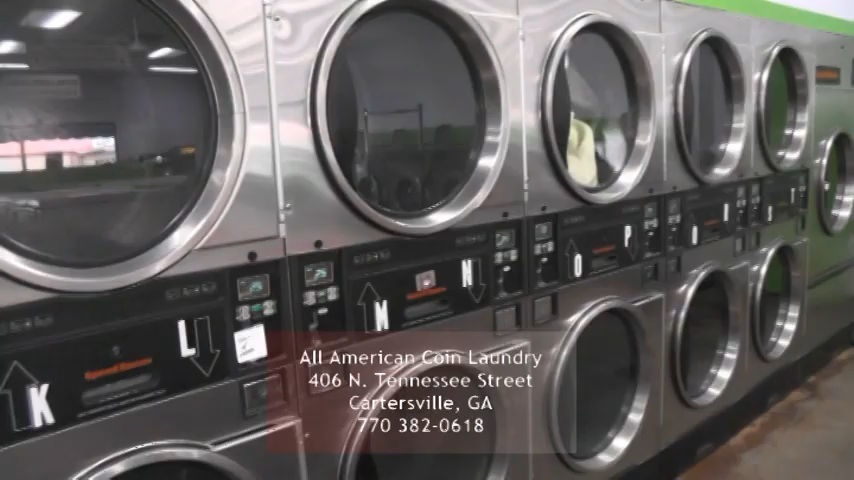 K
L
M
N
O
P
All American Coin Laundry
406 N. Tennessee Street
Cartersville, GA
770 382-0618